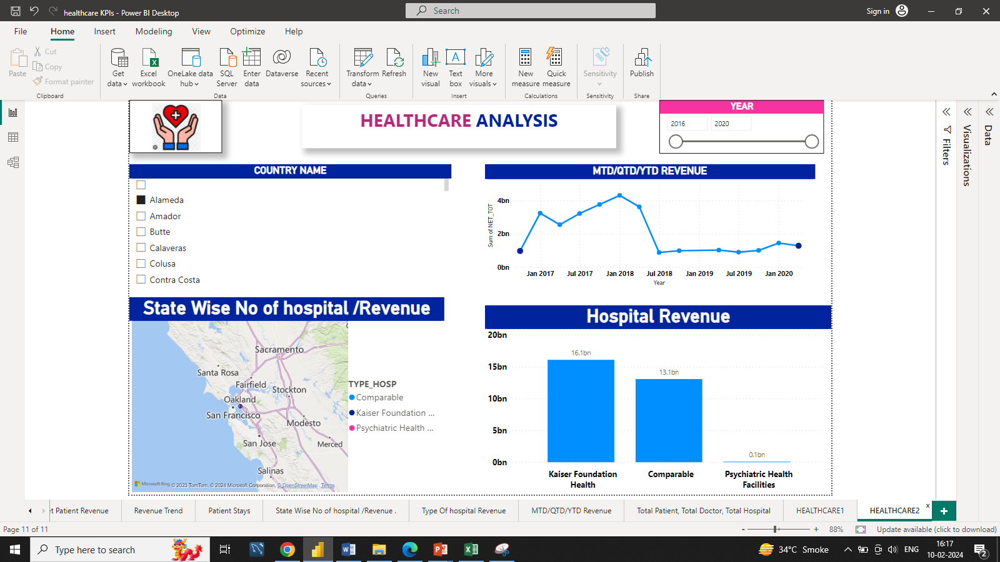 healthcare KPIs - Power BI Desktop
Search
Sign in
File Home Insert Modeling View Optimize Help
Paste
Cut
Copy
Format painter
Clipboard
Get data
Excel workbook
OneLake data hub
SQL Server
Enter data
Dataverse
Recent sources
Data
Transform data
Refresh
Queries
New visual
Text box
More visuals
Insert
New measure
Quick measure
Calculations
Sensitivity
Sensitivity
Publish
Share
HEALTHCARE ANALYSIS
YEAR
2016 2020
Filters
Visualizations
Data
COUNTRY NAME
Alameda
Amador
Butte
Calaveras
Colusa
Contra Costa
MTD/QTD/YTD REVENUE
Sum of NET_TOT
4bn
2bn
0bn
Jan 2017 Jul 2017 Jan 2018 Jul 2018 Jan 2019 Jul 2019 Jan 2020
Year
State Wise No of hospital /Revenue
Sacramento
Santa Rosa
Fairfield
Stockton
Oakland
San Francisco
Modesto
San Jose
Merced
Salinas
Microsoft Bing © 2023 TomTom, © 2024 Microsoft Corporation, © OpenStreetMap Terms
TYPE_HOSP
Comparable
Kaiser Foundation ...
Psychiatric Health ...
Hospital Revenue
20bn
15bn
10bn
5bn
0bn
16.1bn
13.1bn
0.1bn
Kaiser Foundation Health
Comparable
Psychiatric Health Facilities
et Patient Revenue
Revenue Trend
Patient Stays
State Wise No of hospital /Revenue .
Type Of hospital Revenue
MTD/QTD/YTD Revenue
Total Patient, Total Doctor, Total Hospital
HEALTHCARE1
HEALTHCARE2
x
+
Page 11 of 11
- + 88%
Update available (click to download)
Type here to search
34°C Smoke
ENG
16:17
10-02-2024
2